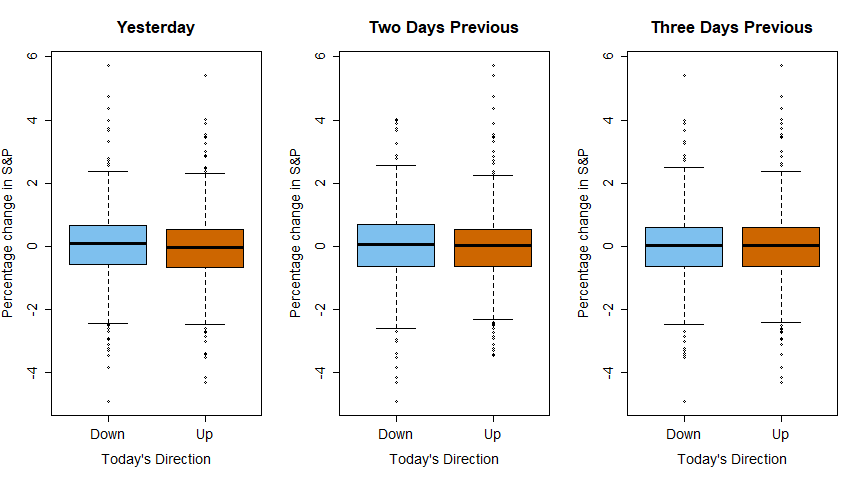 Yesterday
Percentage change in S&P
6
4
2
0
-2
-4
Down Up
Today's Direction
Two Days Previous
Percentage change in S&P
6
4
2
0
-2
-4
Down Up
Today's Direction
Three Days Previous
Percentage change in S&P
6
4
2
0
-2
-4
Down Up
Today's Direction